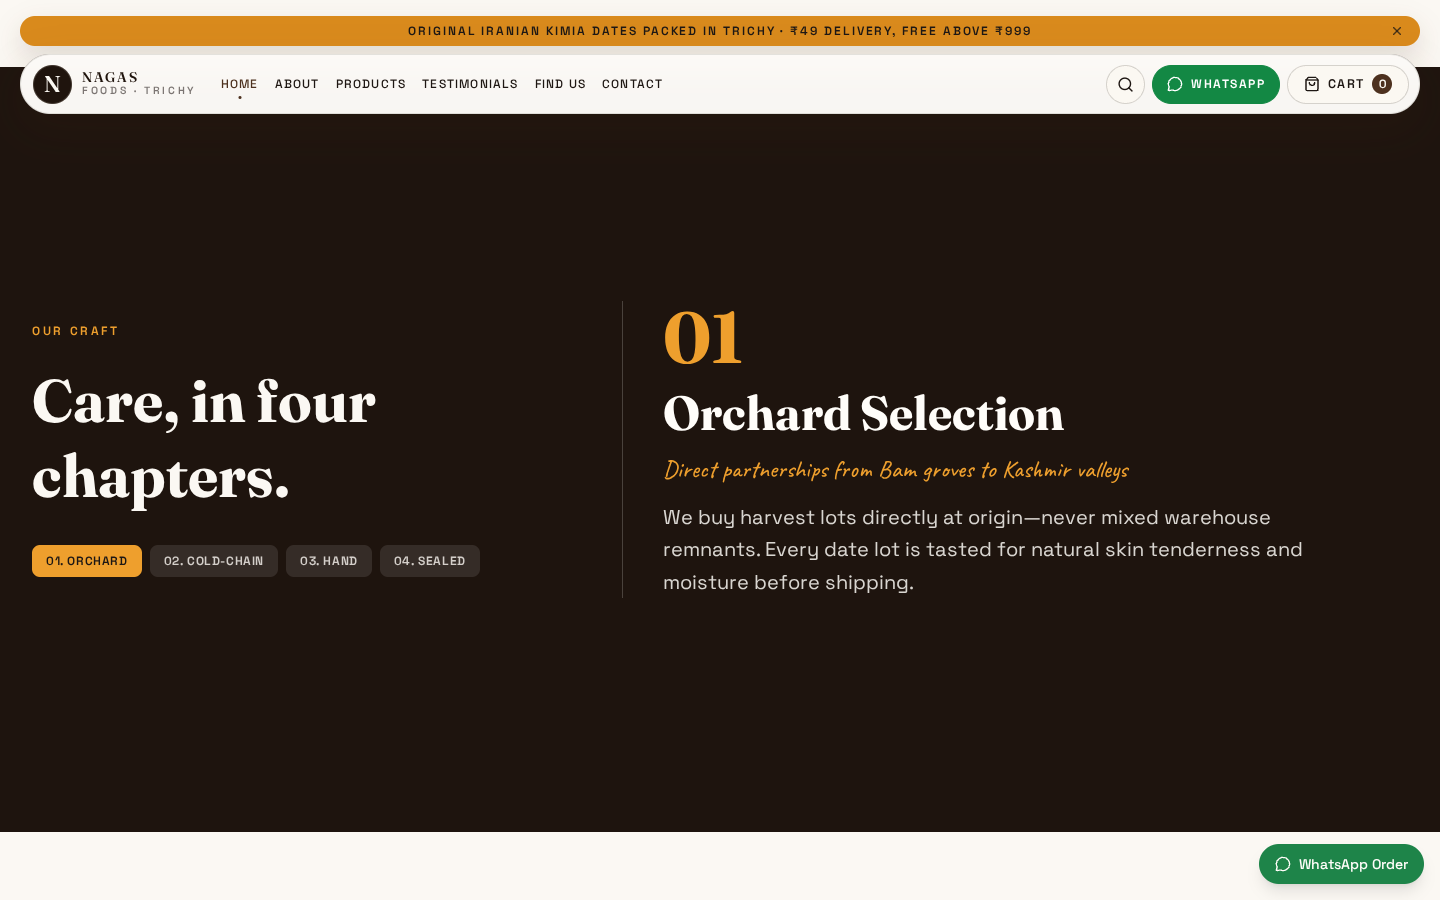 ORIGINAL IRANIAN KIMIA DATES PACKED IN TRICHY · ₹49 DELIVERY, FREE ABOVE ₹999
N
NAGAS
FOODS · TRICHY
HOME
ABOUT
PRODUCTS
TESTIMONIALS
FIND US
CONTACT
WHATSAPP
CART
0
OUR CRAFT
Care, in four
chapters.
01. ORCHARD
02. COLD-CHAIN
03. HAND
04. SEALED
01
Orchard Selection
Direct partnerships from Bam groves to Kashmir valleys
We buy harvest lots directly at origin—never mixed warehouse
remnants. Every date lot is tasted for natural skin tenderness and
moisture before shipping.
WhatsApp Order